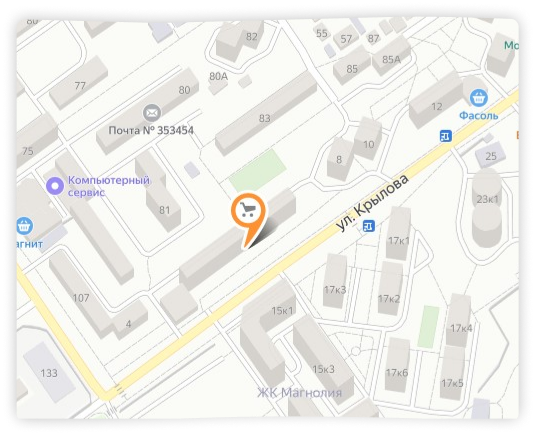 80
82
55
57
87
Мо
77
80
80А
85
85А
Почта № 353454
83
12
Фасоль
75
10
8
25
Компьютерный
сервис
81
ул. Крылова
23к1
агнит
17к1
107
17к3
17к2
4
15к1
17к4
133
15к3
17к6
17к5
ЖК Магнолия